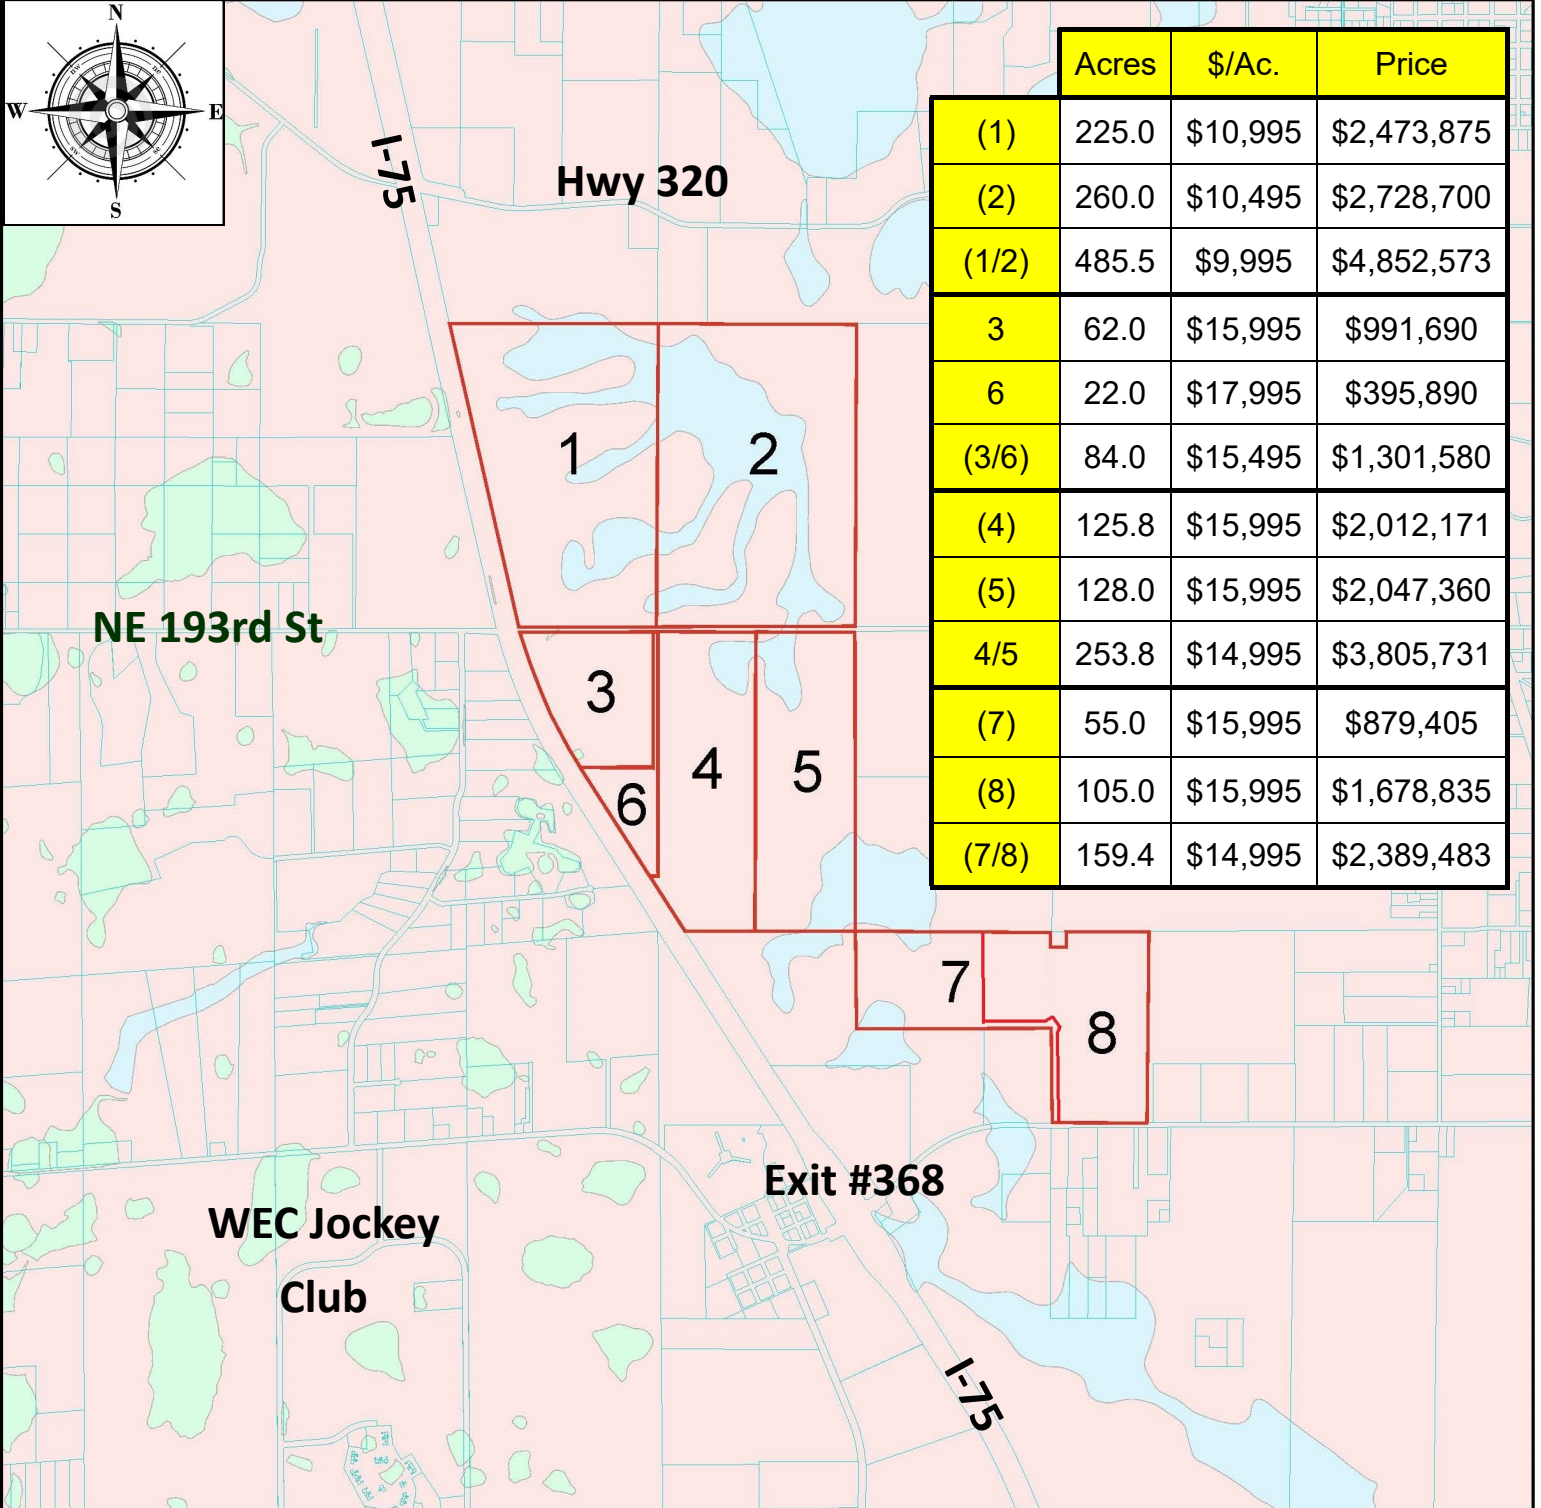 N
W E
S
Acres $/Ac. Price
(1) 225.0 $10,995 $2,473,875
(2) 260.0 $10,495 $2,728,700
(1/2) 485.5 $9,995 $4,852,573
3 62.0 $15,995 $991,690
6 22.0 $17,995 $395,890
(3/6) 84.0 $15,495 $1,301,580
(4) 125.8 $15,995 $2,012,171
(5) 128.0 $15,995 $2,047,360
4/5 253.8 $14,995 $3,805,731
(7) 55.0 $15,995 $879,405
(8) 105.0 $15,995 $1,678,835
(7/8) 159.4 $14,995 $2,389,483
I-75
Hwy 320
1
2
NE 193rd St
3
4
5
6
7
8
Exit #368
WEC Jockey
Club
I-75